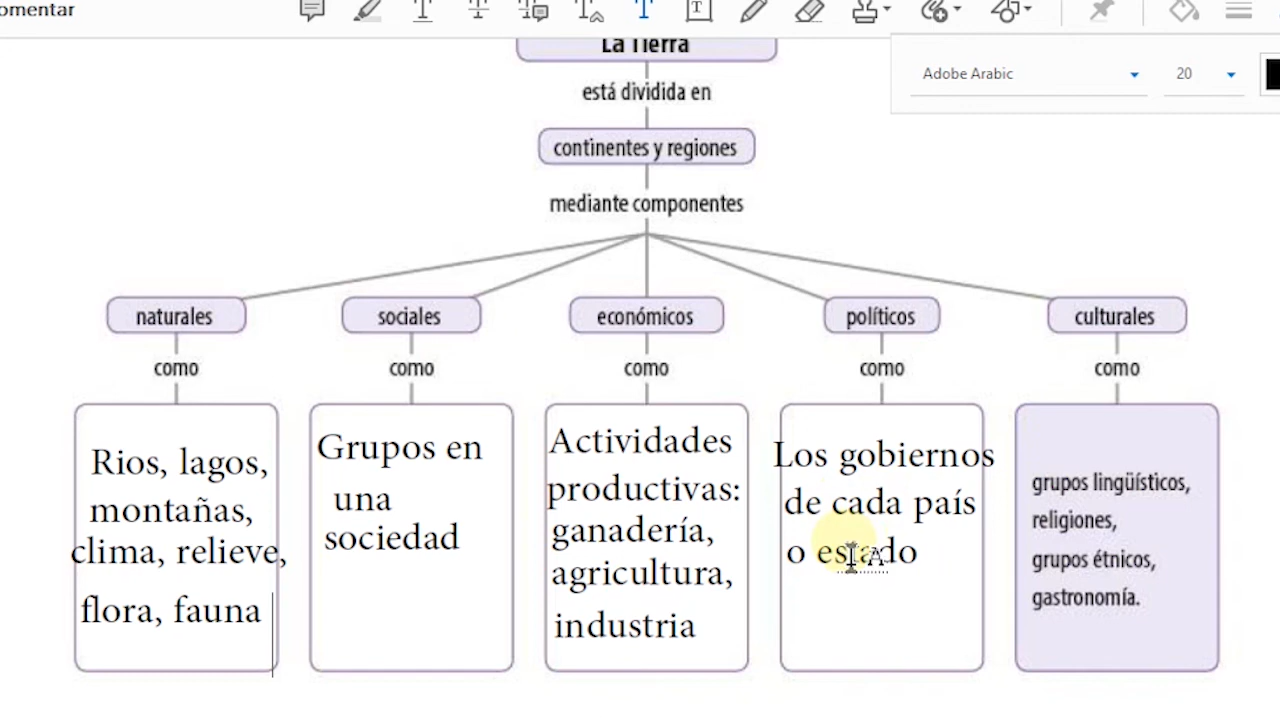 omentar
Adobe Arabic
20
La Tierra
está dividida en
continentes y regiones
mediante componentes
naturales
sociales
económicos
políticos
culturales
como
como
como
como
como
Rios, lagos,
montañas,
clima, relieve,
flora, fauna
Grupos en
una
sociedad
Actividades
productivas:
ganadería,
agricultura,
industria
Los gobiernos
de cada país
o estado
grupos lingüísticos,
religiones,
grupos étnicos,
gastronomía.